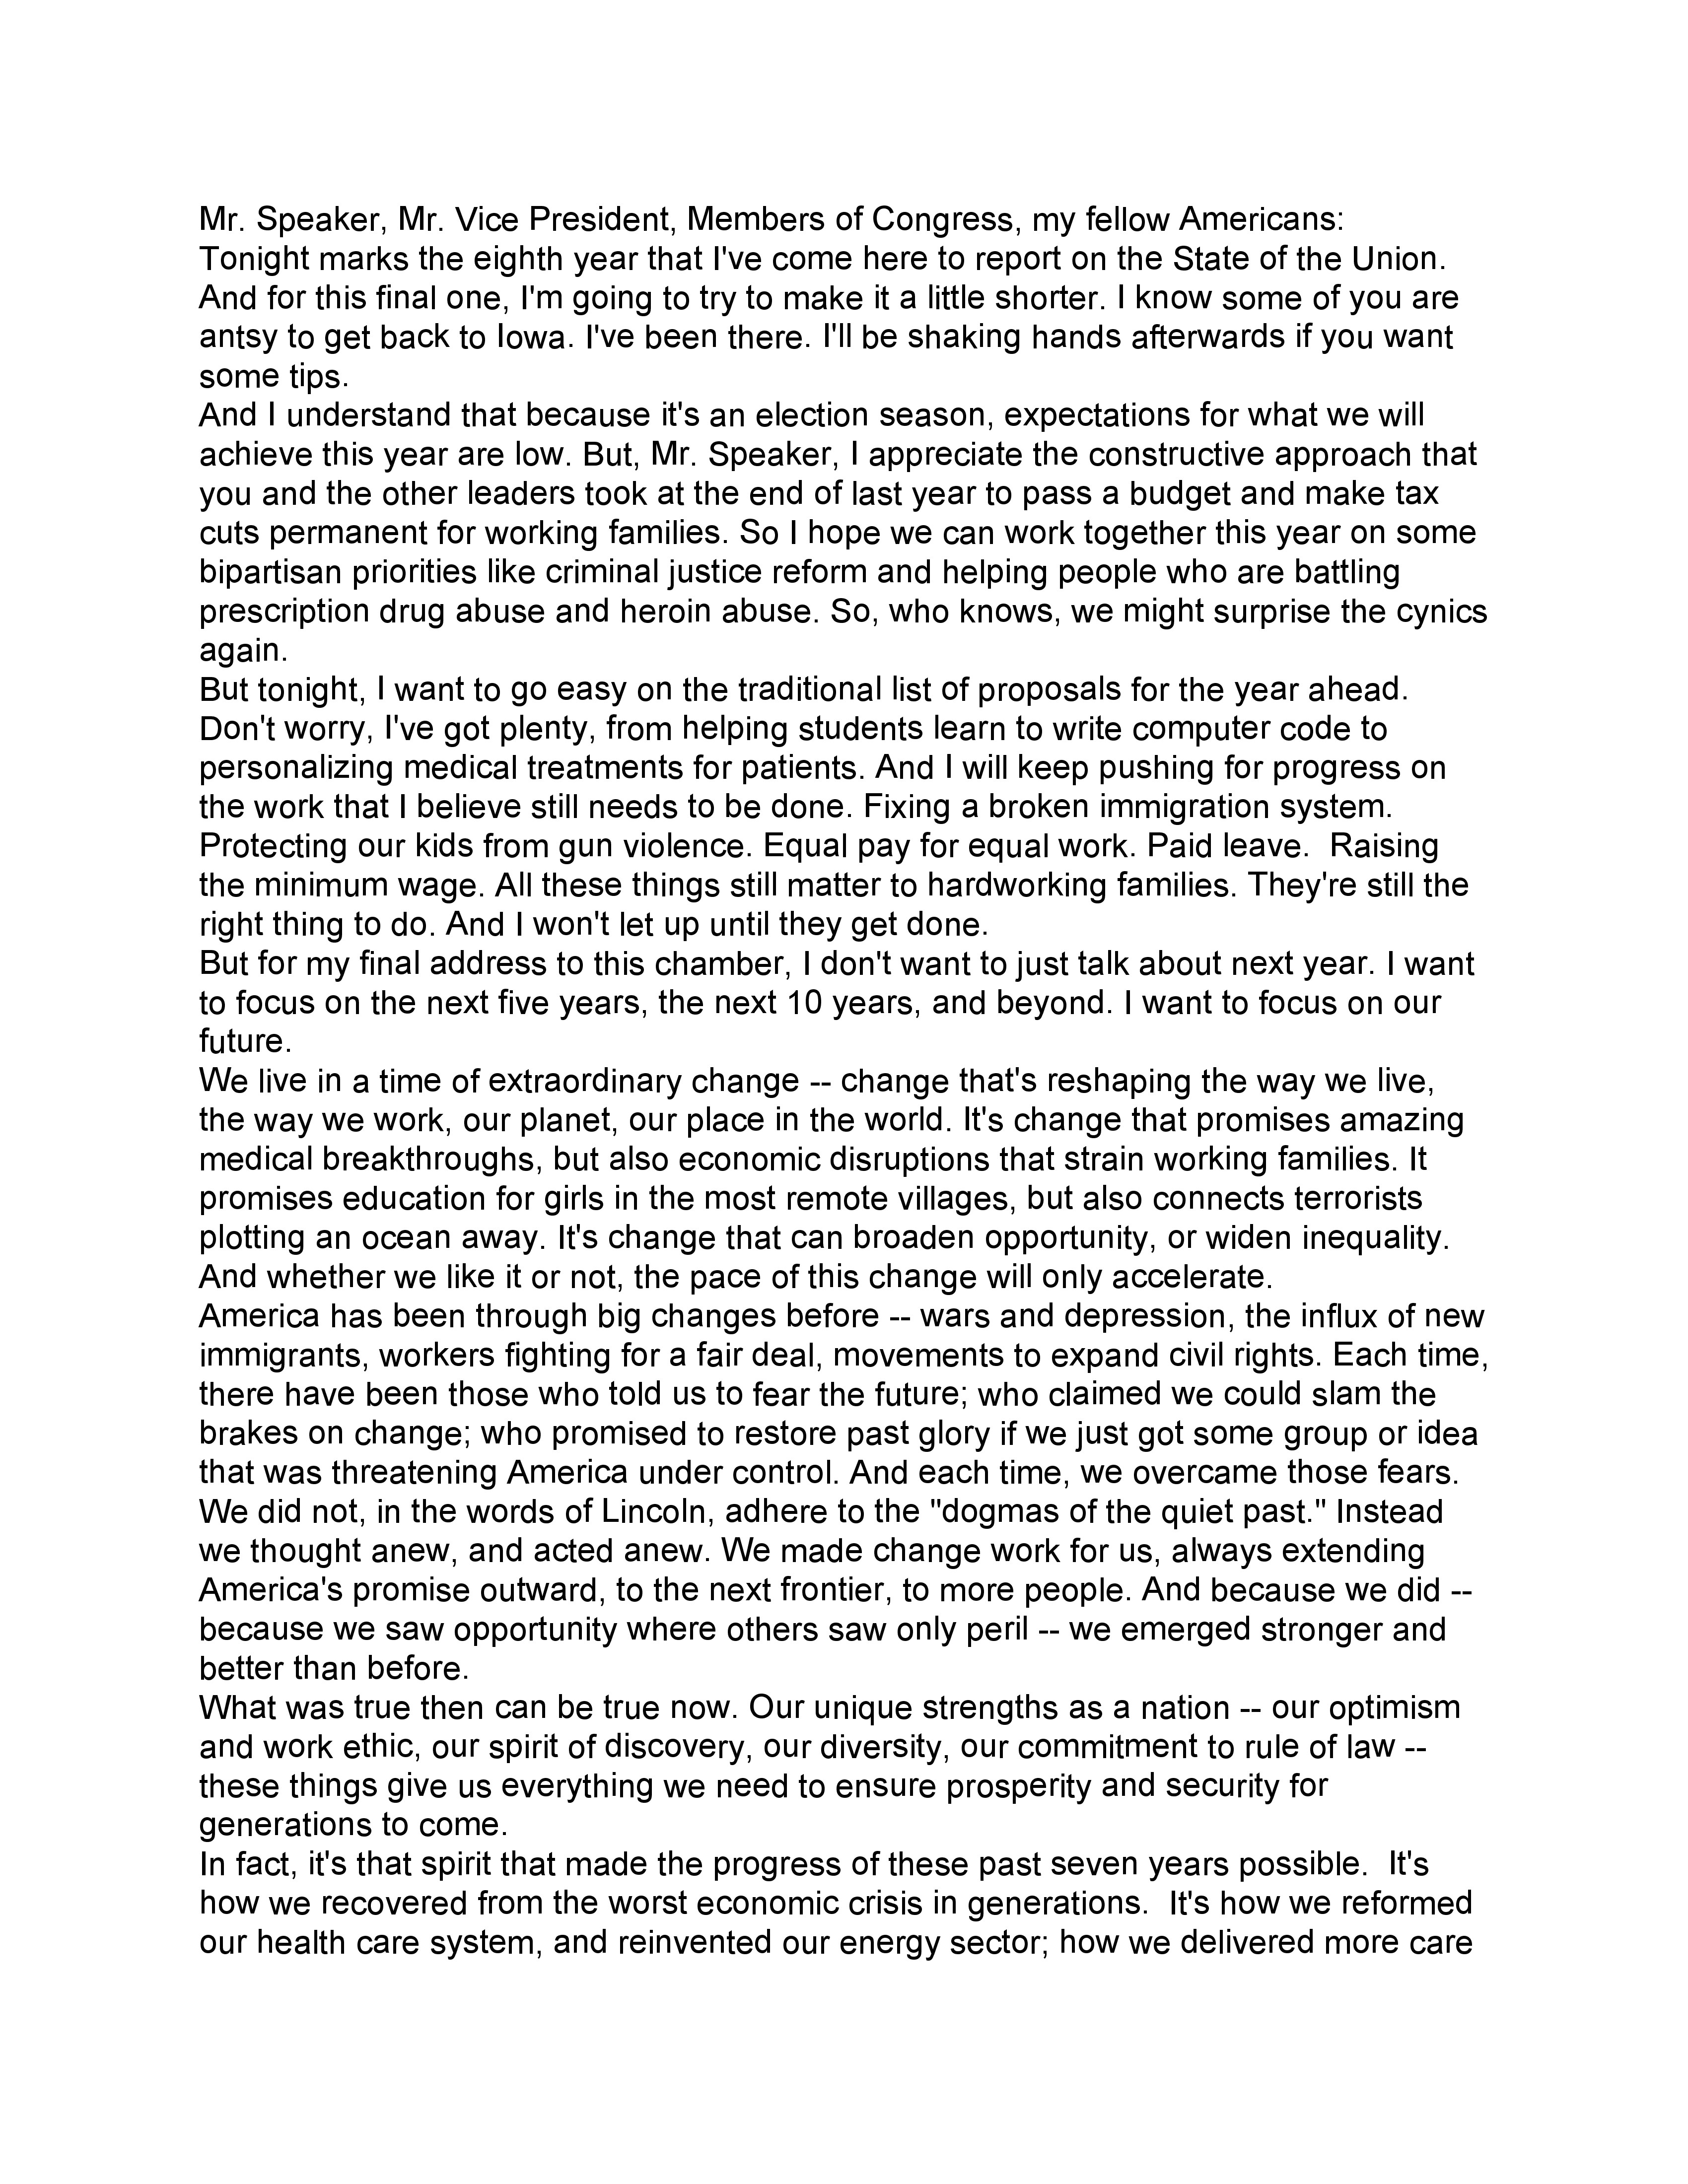 Mr. Speaker, Mr. Vice President, Members of Congress, my fellow Americans:
Tonight marks the eighth year that I've come here to report on the State of the Union.
And for this final one, I'm going to try to make it a little shorter. I know some of you are
antsy to get back to Iowa. I've been there. I'll be shaking hands afterwards if you want
some tips.
And I understand that because it's an election season, expectations for what we will
achieve this year are low. But, Mr. Speaker, I appreciate the constructive approach that
you and the other leaders took at the end of last year to pass a budget and make tax
cuts permanent for working families. So I hope we can work together this year on some
bipartisan priorities like criminal justice reform and helping people who are battling
prescription drug abuse and heroin abuse. So, who knows, we might surprise the cynics
again.
But tonight, I want to go easy on the traditional list of proposals for the year ahead.
Don't worry, I've got plenty, from helping students learn to write computer code to
personalizing medical treatments for patients. And I will keep pushing for progress on
the work that I believe still needs to be done. Fixing a broken immigration system.
Protecting our kids from gun violence. Equal pay for equal work. Paid leave.  Raising
the minimum wage. All these things still matter to hardworking families. They're still the
right thing to do. And I won't let up until they get done.
But for my final address to this chamber, I don't want to just talk about next year. I want
to focus on the next five years, the next 10 years, and beyond. I want to focus on our
future.
We live in a time of extraordinary change -- change that's reshaping the way we live,
the way we work, our planet, our place in the world. It's change that promises amazing
medical breakthroughs, but also economic disruptions that strain working families. It
promises education for girls in the most remote villages, but also connects terrorists
plotting an ocean away. It's change that can broaden opportunity, or widen inequality.
And whether we like it or not, the pace of this change will only accelerate.
America has been through big changes before -- wars and depression, the influx of new
immigrants, workers fighting for a fair deal, movements to expand civil rights. Each time,
there have been those who told us to fear the future; who claimed we could slam the
brakes on change; who promised to restore past glory if we just got some group or idea
that was threatening America under control. And each time, we overcame those fears.
We did not, in the words of Lincoln, adhere to the "dogmas of the quiet past." Instead
we thought anew, and acted anew. We made change work for us, always extending
America's promise outward, to the next frontier, to more people. And because we did --
because we saw opportunity where others saw only peril -- we emerged stronger and
better than before.
What was true then can be true now. Our unique strengths as a nation -- our optimism
and work ethic, our spirit of discovery, our diversity, our commitment to rule of law --
these things give us everything we need to ensure prosperity and security for
generations to come.
In fact, it's that spirit that made the progress of these past seven years possible.  It's
how we recovered from the worst economic crisis in generations.  It's how we reformed
our health care system, and reinvented our energy sector; how we delivered more care